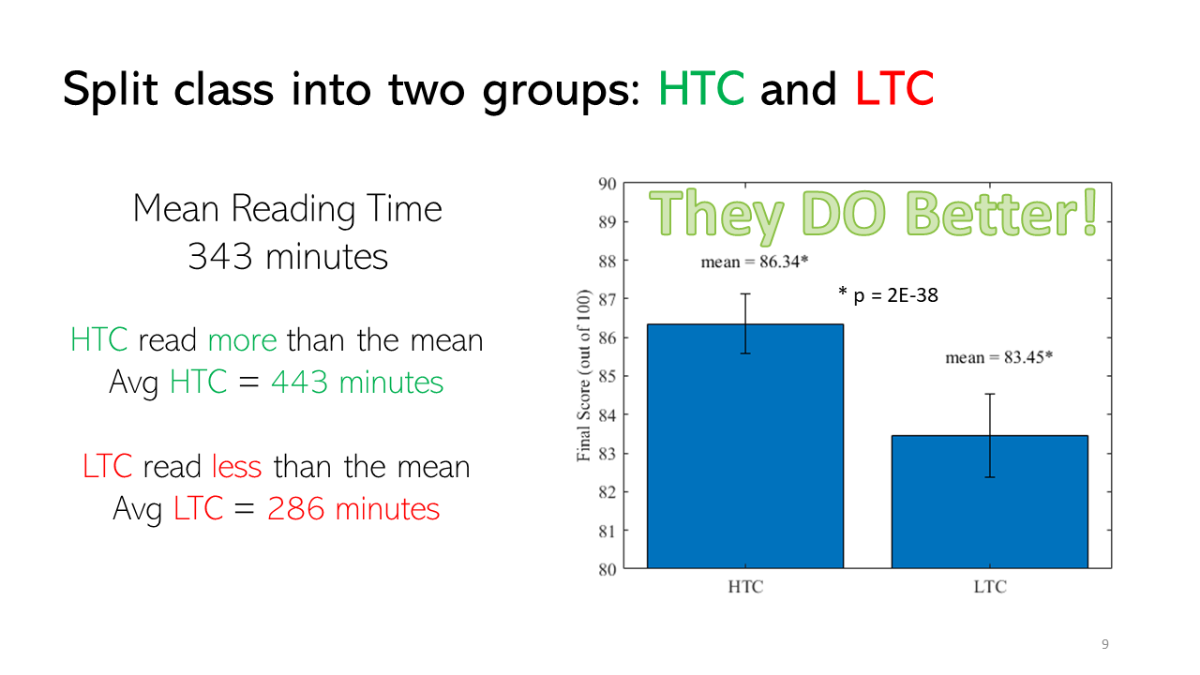 Split class into two groups: HTC and LTC
Mean Reading Time
343 minutes
HTC read more than the mean
Avg HTC = 443 minutes
LTC read less than the mean
Avg LTC = 286 minutes
They DO Better!
mean = 86.34*
* p = 2E-38
mean = 83.45*
Final Score (out of 100)
90
89
88
87
86
85
84
83
82
81
80
HTC
LTC
9